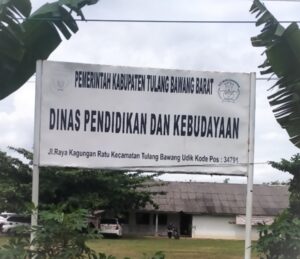 PEMERINTAH KABUPATEN TULANG BAWANG BARAT
DINAS PENDIDIKAN DAN KEBUDAYAAN
Jl.Raya Kagungan Ratu Kecamatan Tulang Bawang Udik Kode Pos : 34791